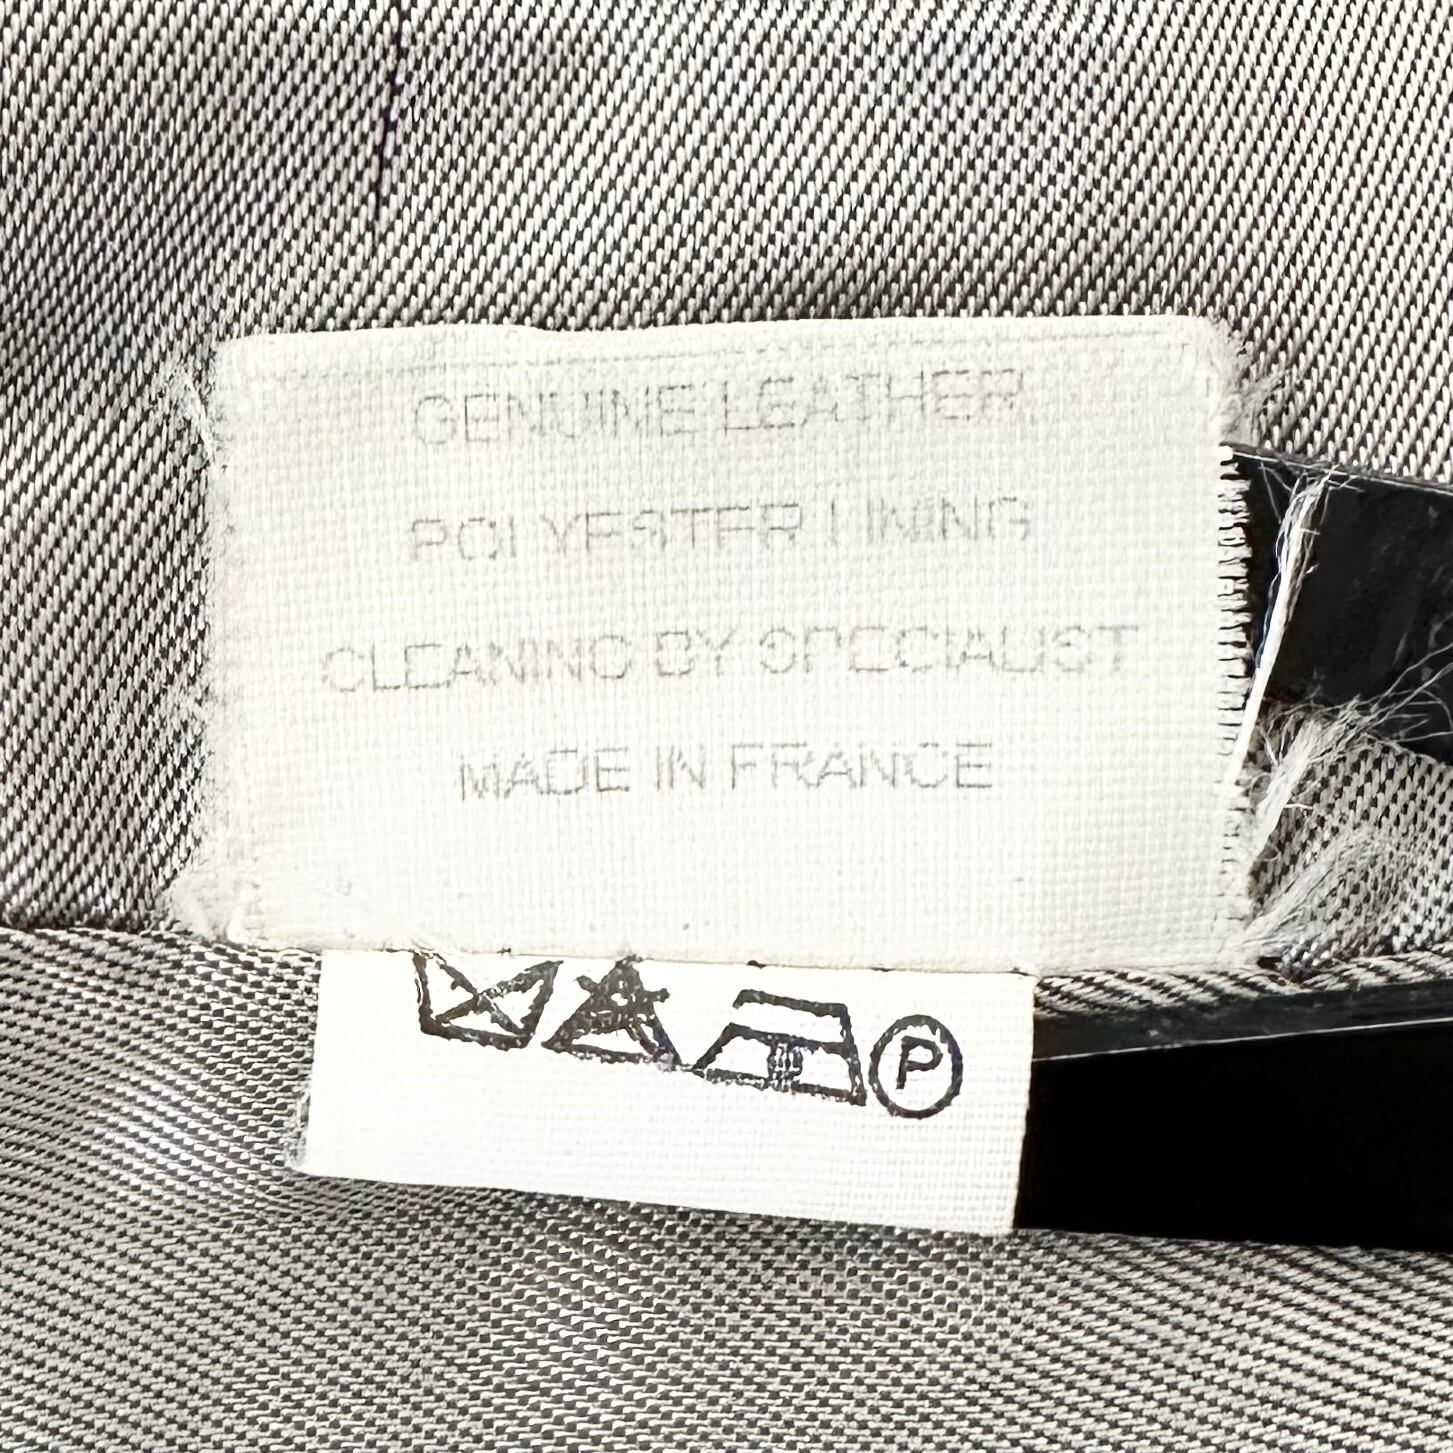 GENUINE LEATHER
POLYESTER LINING
CLEANING BY SPECIALIST
MADE IN FRANCE
P